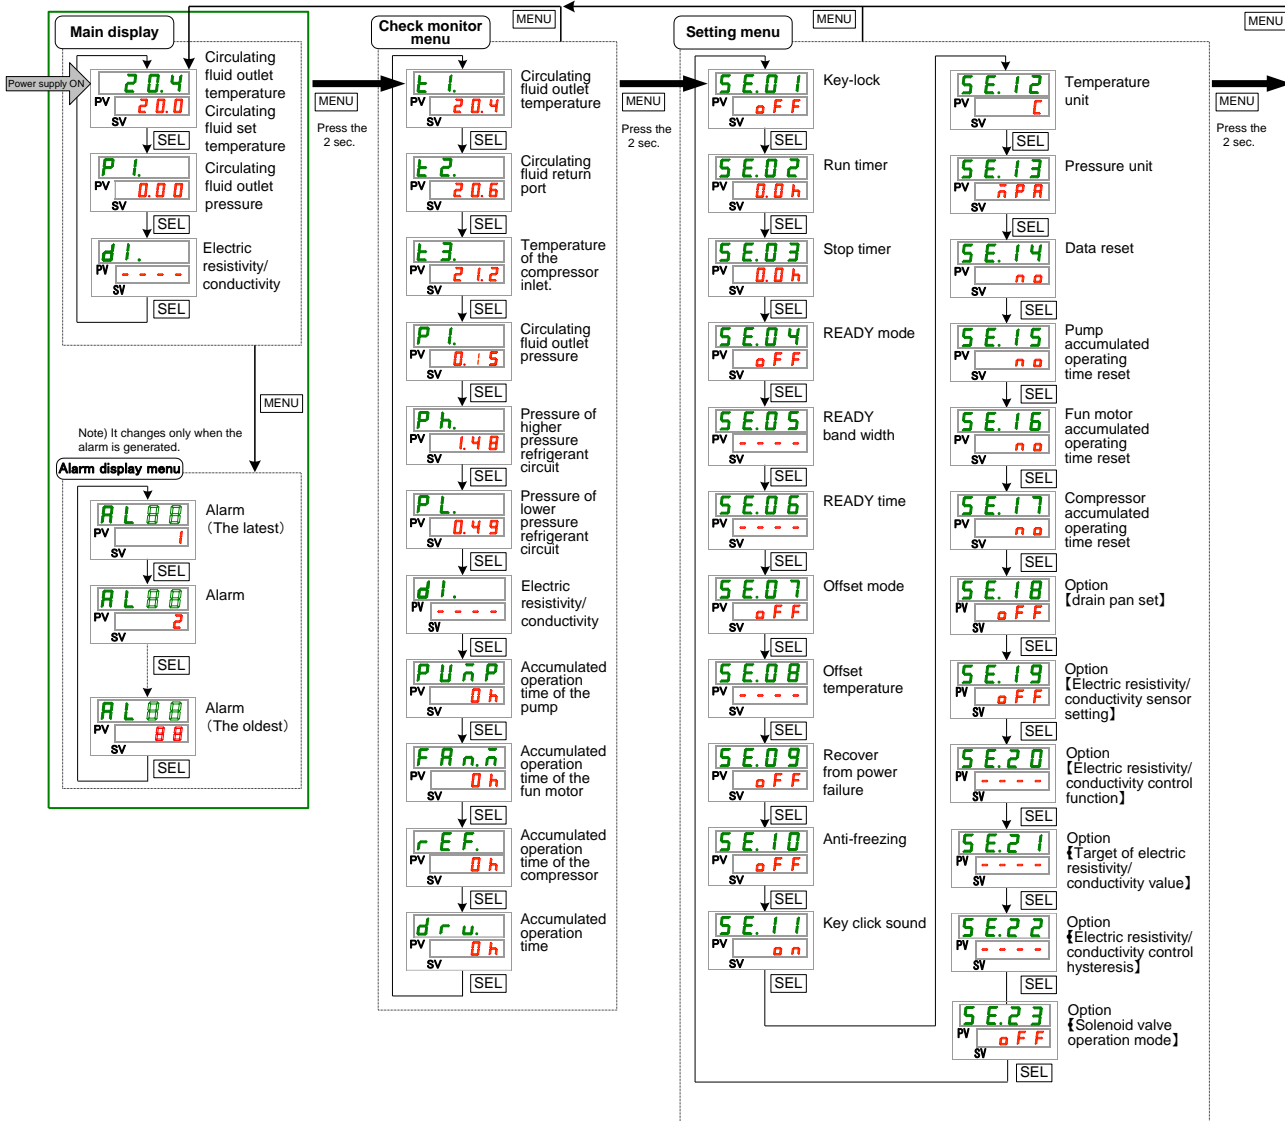 MENU
MENU
MENU
Main display
Power supply ON
20.4
PV
20.0
SV
Circulating
fluid outlet
temperature
Circulating
fluid set
temperature
SEL
P1.
PV
0.00
SV
Circulating
fluid outlet
pressure
SEL
d1.
PV
----
SV
Electric
resistivity/
conductivity
SEL
MENU
Note) It changes only when the
alarm is generated.
Alarm display menu
AL88
PV
1
SV
Alarm
(The latest)
SEL
AL88
PV
2
Alarm
SEL
AL88
PV
88
SV
Alarm
(The oldest)
SEL
MENU
Press the
2 sec.
Check monitor
menu
t1.
PV
20.4
SV
Circulating
fluid outlet
temperature
SEL
t2.
PV
20.6
SV
Circulating
fluid return
port
SEL
t3.
PV
21.2
SV
Temperature
of the
compressor
inlet.
SEL
P1.
PV
0.15
SV
Circulating
fluid outlet
pressure
SEL
Ph.
PV
1.48
SV
Pressure of
higher
pressure
refrigerant
circuit
SEL
PL.
PV
0.49
SV
Pressure of
lower
pressure
refrigerant
circuit
SEL
d1.
PV
----
SV
Electric
resistivity/
conductivity
SEL
PUnP
PV
0h
SV
Accumulated
operation
time of the
pump
SEL
FAn.n
PV
0h
SV
Accumulated
operation
time of the
fun motor
SEL
rEF.
PV
0h
SV
Accumulated
operation
time of the
compressor
SEL
dru.
PV
0h
SV
Accumulated
operation
time
SEL
MENU
Press the
2 sec.
Setting menu
SE.01
PV
oFF
SV
Key-lock
SEL
SE.02
PV
0.0h
SV
Run timer
SEL
SE.03
PV
0.0h
SV
Stop timer
SEL
SE.04
PV
oFF
SV
READY mode
SEL
SE.05
PV
----
SV
READY
band width
SEL
SE.06
PV
----
SV
READY time
SEL
SE.07
PV
oFF
SV
Offset mode
SEL
SE.08
PV
----
SV
Offset
temperature
SEL
SE.09
PV
oFF
SV
Recover
from power
failure
SEL
SE.10
PV
oFF
SV
Anti-freezing
SEL
SE.11
PV
on
SV
Key click sound
SEL
SE.12
PV
C
SV
Temperature
unit
SEL
SE.13
PV
nPA
SV
Pressure unit
SEL
SE.14
PV
no
SV
Data reset
SEL
SE.15
PV
no
SV
Pump
accumulated
operating
time reset
SEL
SE.16
PV
no
SV
Fun motor
accumulated
operating
time reset
SEL
SE.17
PV
no
SV
Compressor
accumulated
operating
time reset
SEL
SE.18
PV
oFF
SV
Option
【drain pan set】
SEL
SE.19
PV
oFF
SV
Option
【Electric resistivity/
conductivity sensor
setting】
SEL
SE.20
PV
----
SV
Option
【Electric resistivity/
conductivity control
function】
SEL
SE.21
PV
----
SV
Option
【Target of electric
resistivity/
conductivity value】
SEL
SE.22
PV
----
SV
Option
【Electric resistivity/
conductivity control
hysteresis】
SEL
SE.23
PV
oFF
SV
Option
【Solenoid valve
operation mode】
SEL
MENU
Press the
2 sec.